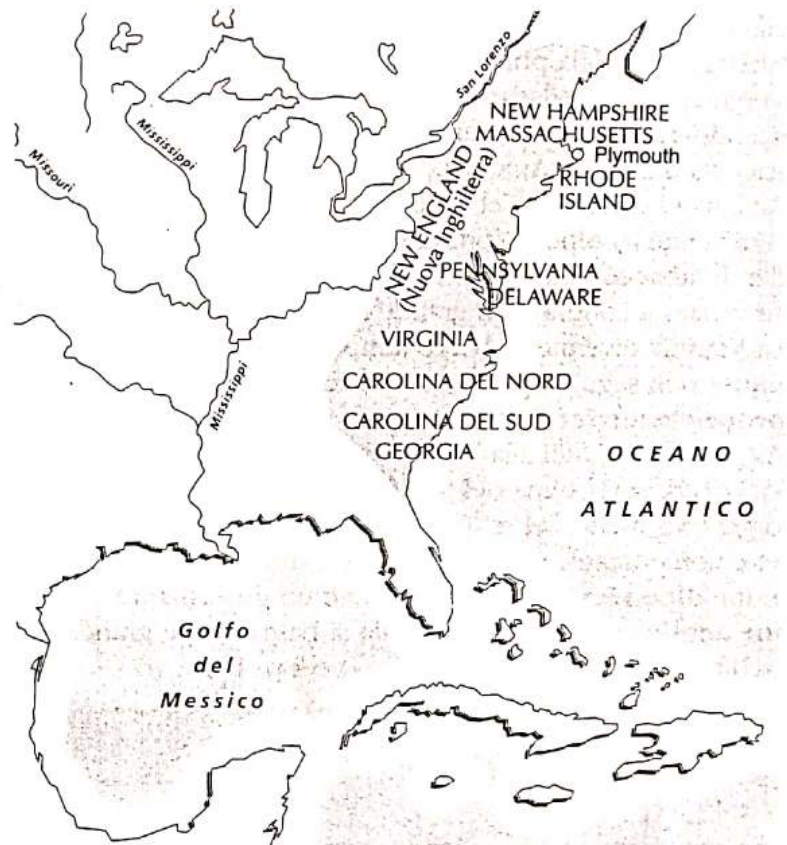 San Lorenzo
NEW HAMPSHIRE
MASSACHUSETTS
Plymouth
RHODE
ISLAND
Mississippi
Missouri
NEW ENGLAND
(Nuova Inghilterra)
PENNSYLVANIA
DELAWARE
VIRGINIA
Mississippi
CAROLINA DEL NORD
CAROLINA DEL SUD
GEORGIA
OCEANO
ATLANTICO
Golfo
del
Messico